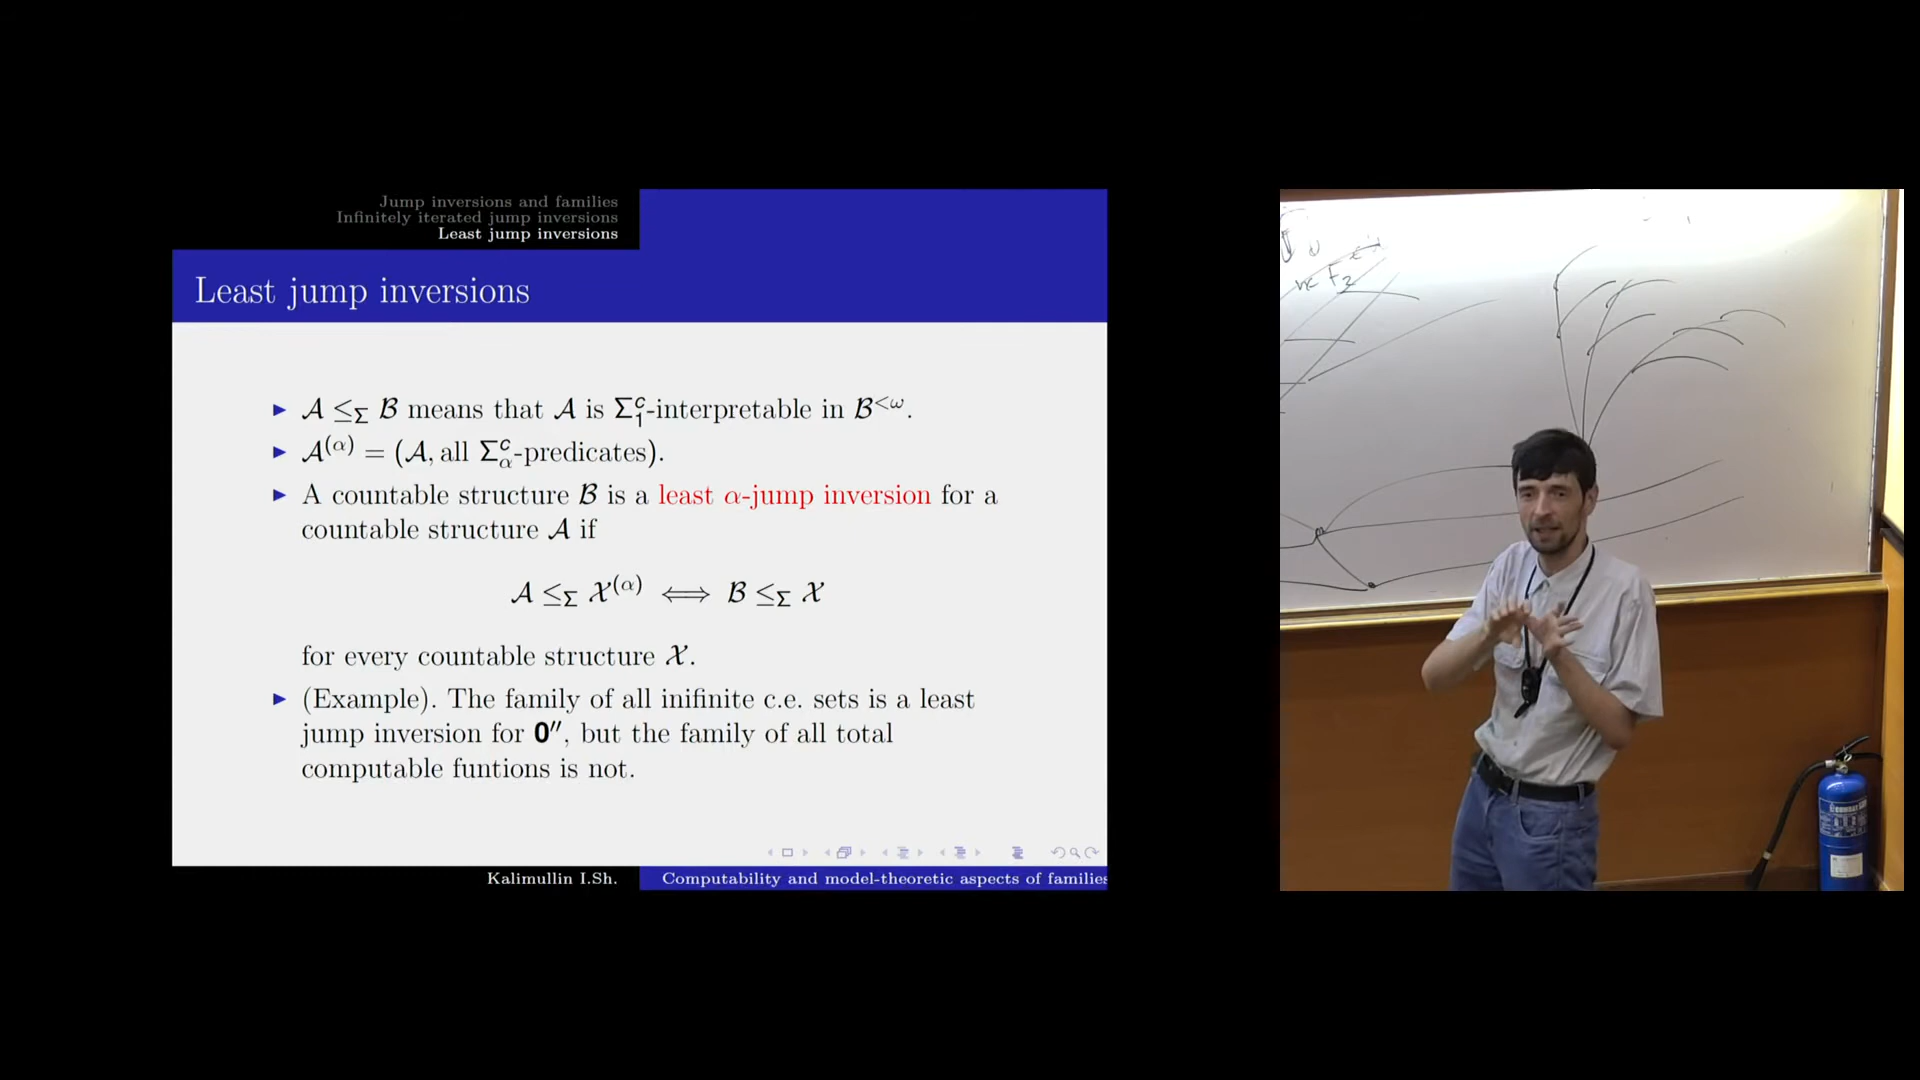 Jump inversions and families
Infinitely iterated jump inversions
Least jump inversions
Least jump inversions
▶ 𝒜 ≤_Σ ℬ means that 𝒜 is Σ₁ᶜ-interpretable in ℬ^{<ω}.
▶ 𝒜^{(α)} = (𝒜, all Σ_α^c-predicates).
▶ A countable structure ℬ is a least α-jump inversion for a
countable structure 𝒜 if
𝒜 ≤_Σ 𝒳^{(α)} ⟺ ℬ ≤_Σ 𝒳
for every countable structure 𝒳.
▶ (Example). The family of all inifinite c.e. sets is a least
jump inversion for 0′′, but the family of all total
computable funtions is not.
Kalimullin I.Sh.
Computability and model-theoretic aspects of families